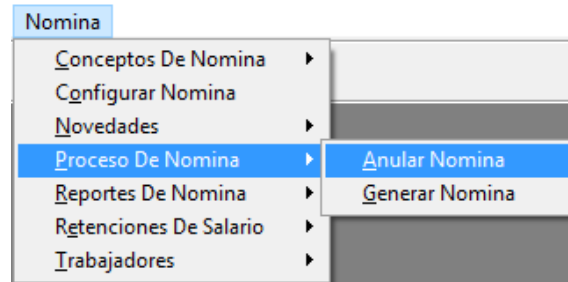 Nomina
Conceptos De Nomina
Configurar Nomina
Novedades
Proceso De Nomina
Anular Nomina
Reportes De Nomina
Generar Nomina
Retenciones De Salario
Trabajadores